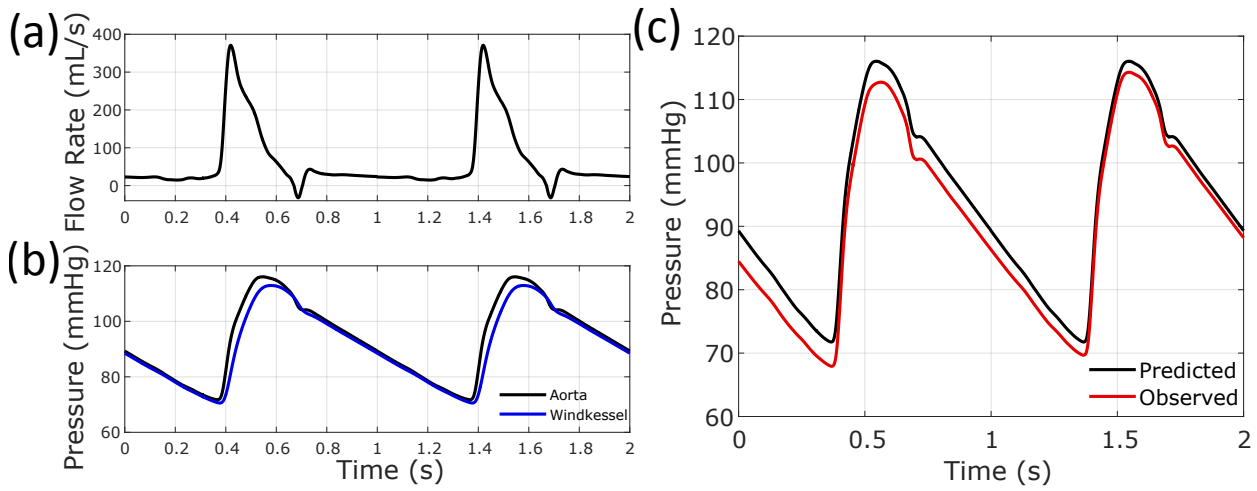 (a)
Flow Rate (mL/s)
400
300
200
100
0
0 0.2 0.4 0.6 0.8 1 1.2 1.4 1.6 1.8 2
(b)
Pressure (mmHg)
120
100
80
60
0 0.2 0.4 0.6 0.8 1 1.2 1.4 1.6 1.8 2
Time (s)
Aorta
Windkessel
(c)
Pressure (mmHg)
120
110
100
90
80
70
60
0 0.5 1 1.5 2
Time (s)
Predicted
Observed